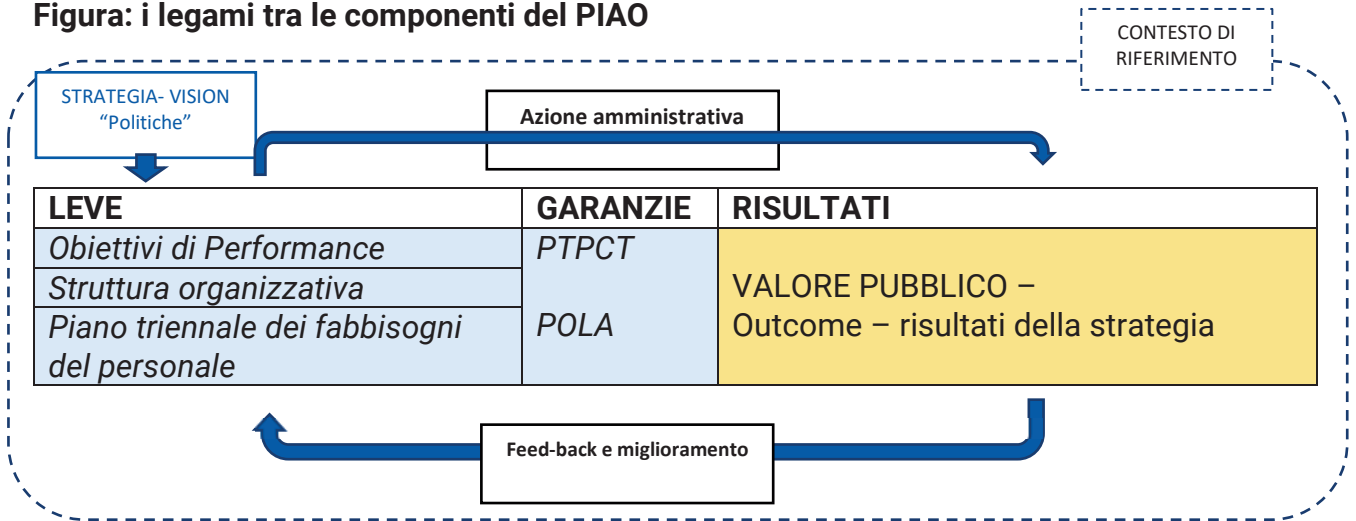 Figura: i legami tra le componenti del PIAO
CONTESTO DI
RIFERIMENTO
STRATEGIA- VISION
“Politiche”
Azione amministrativa
LEVE GARANZIE RISULTATI
Obiettivi di Performance PTPCT
Struttura organizzativa VALORE PUBBLICO –
Piano triennale dei fabbisogni POLA Outcome – risultati della strategia
del personale
Feed-back e miglioramento